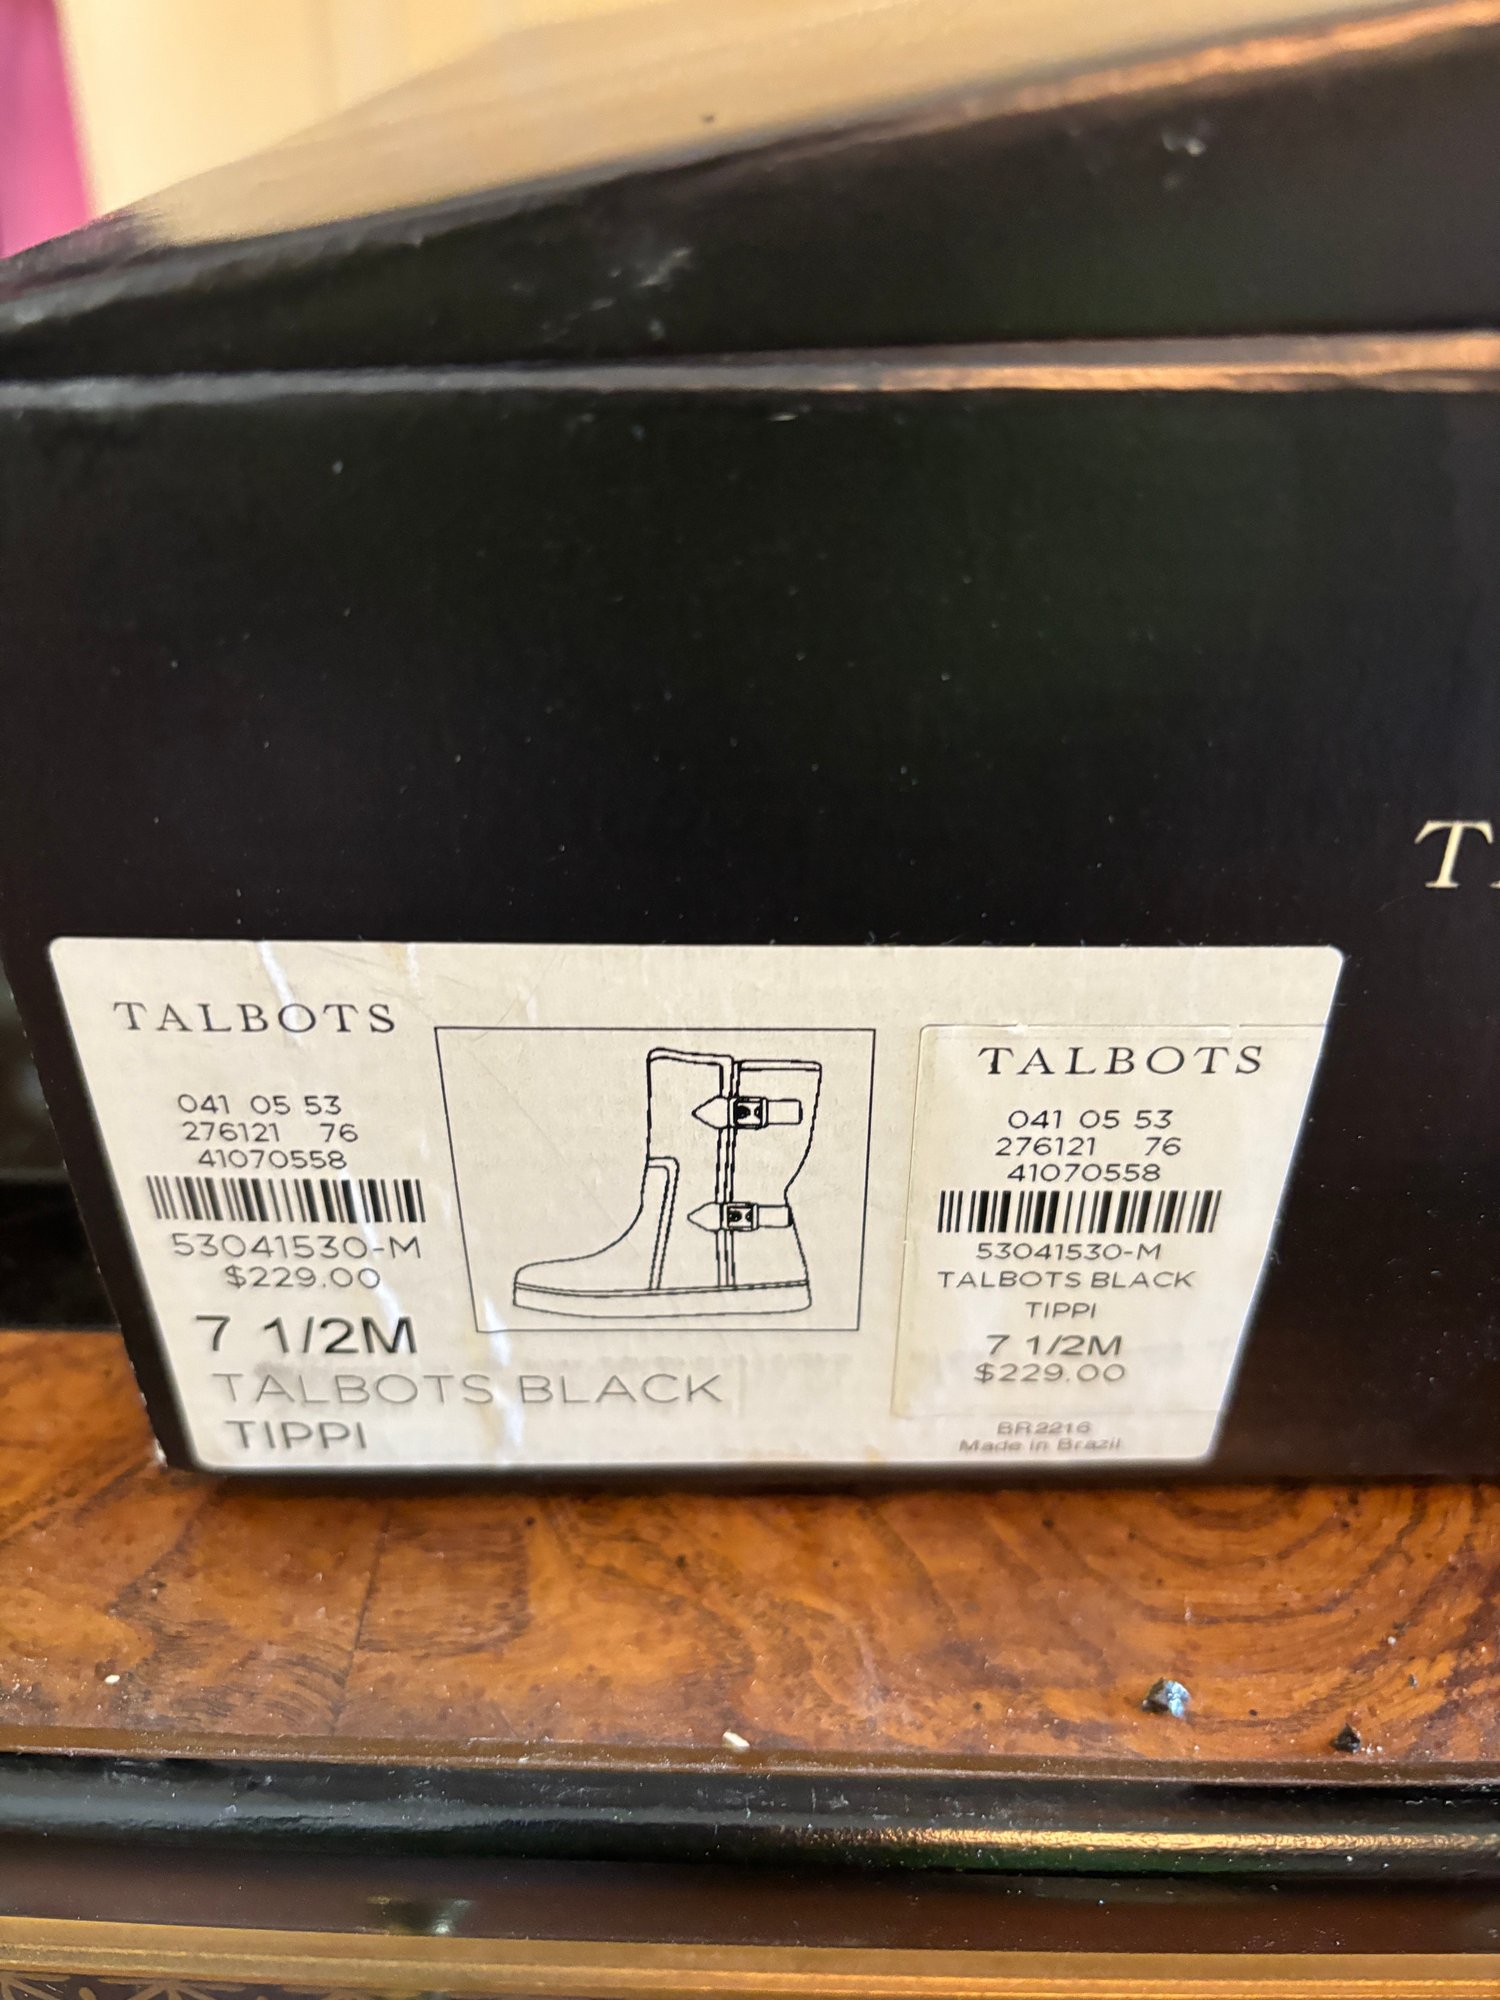 TALBOTS
041 05 53
276121 76
41070558
53041530-M
$229.00
7 1/2M
TALBOTS BLACK
TIPPI
TALBOTS
041 05 53
276121 76
41070558
53041530-M
TALBOTS BLACK
TIPPI
7 1/2M
$229.00
BR2216
Made in Brazil